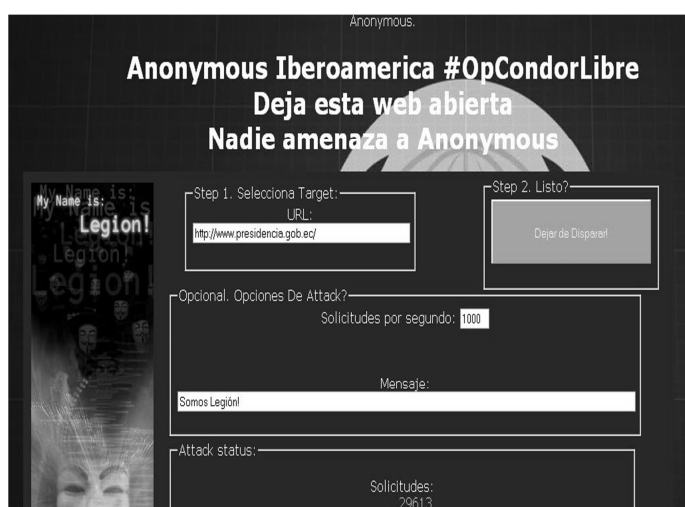 Anonymous.
Anonymous Iberoamerica #OpCondorLibre
Deja esta web abierta
Nadie amenaza a Anonymous
My Name is:
Legion!
Step 1. Selecciona Target:
URL:
http://www.presidencia.gob.ec/
Step 2. Listo?
Dejar de Disparar!
Opcional. Opciones De Attack?
Solicitudes por segundo: 1000
Mensaje:
Somos Legión!
Attack status:
Solicitudes:
29613